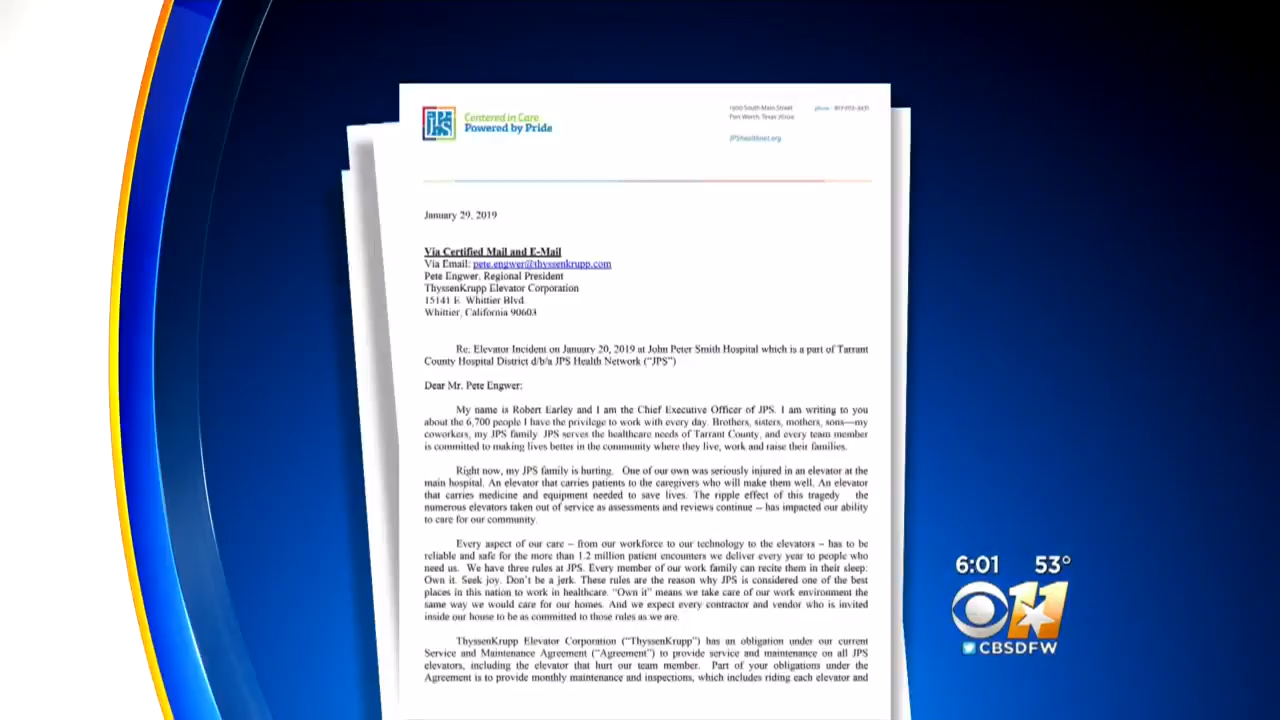 JPS
Centered in Care
Powered by Pride
1500 South Main Street
Fort Worth, Texas 76104
phone
JPShealthnet.org
January 29, 2019
Via Certified Mail and E-Mail
Via Email: pete.engwer@thyssenkrupp.com
Pete Engwer, Regional President
ThyssenKrupp Elevator Corporation
15141 E. Whittier Blvd
Whittier, California 90603
Re: Elevator Incident on January 20, 2019 at John Peter Smith Hospital which is a part of Tarrant
County Hospital District d/b/a JPS Health Network ("JPS")
Dear Mr. Pete Engwer:
My name is Robert Earley and I am the Chief Executive Officer of JPS. I am writing to you
about the 6,700 people I have the privilege to work with every day. Brothers, sisters, mothers, sons—my
coworkers, my JPS family JPS serves the healthcare needs of Tarrant County, and every team member
is committed to making lives better in the community where they live, work and raise their families.
Right now, my JPS family is hurting. One of our own was seriously injured in an elevator at the
main hospital. An elevator that carries patients to the caregivers who will make them well. An elevator
that carries medicine and equipment needed to save lives. The ripple effect of this tragedy the
numerous elevators taken out of service as assessments and reviews continue – has impacted our ability
to care for our community.
Every aspect of our care – from our workforce to our technology to the elevators – has to be
reliable and safe for the more than 1.2 million patient encounters we deliver every year to people who
need us. We have three rules at JPS. Every member of our work family can recite them in their sleep:
Own it. Seek joy. Don't be a jerk. These rules are the reason why JPS is considered one of the best
places in this nation to work in healthcare. "Own it" means we take care of our work environment the
same way we would care for our homes. And we expect every contractor and vendor who is invited
inside our house to be as committed to those rules as we are.
ThyssenKrupp Elevator Corporation ("ThyssenKrupp") has an obligation under our current
Service and Maintenance Agreement ("Agreement") to provide service and maintenance on all JPS
elevators, including the elevator that hurt our team member. Part of your obligations under the
Agreement is to provide monthly maintenance and inspections, which includes riding each elevator and
6:01 53°
11
CBSDFW